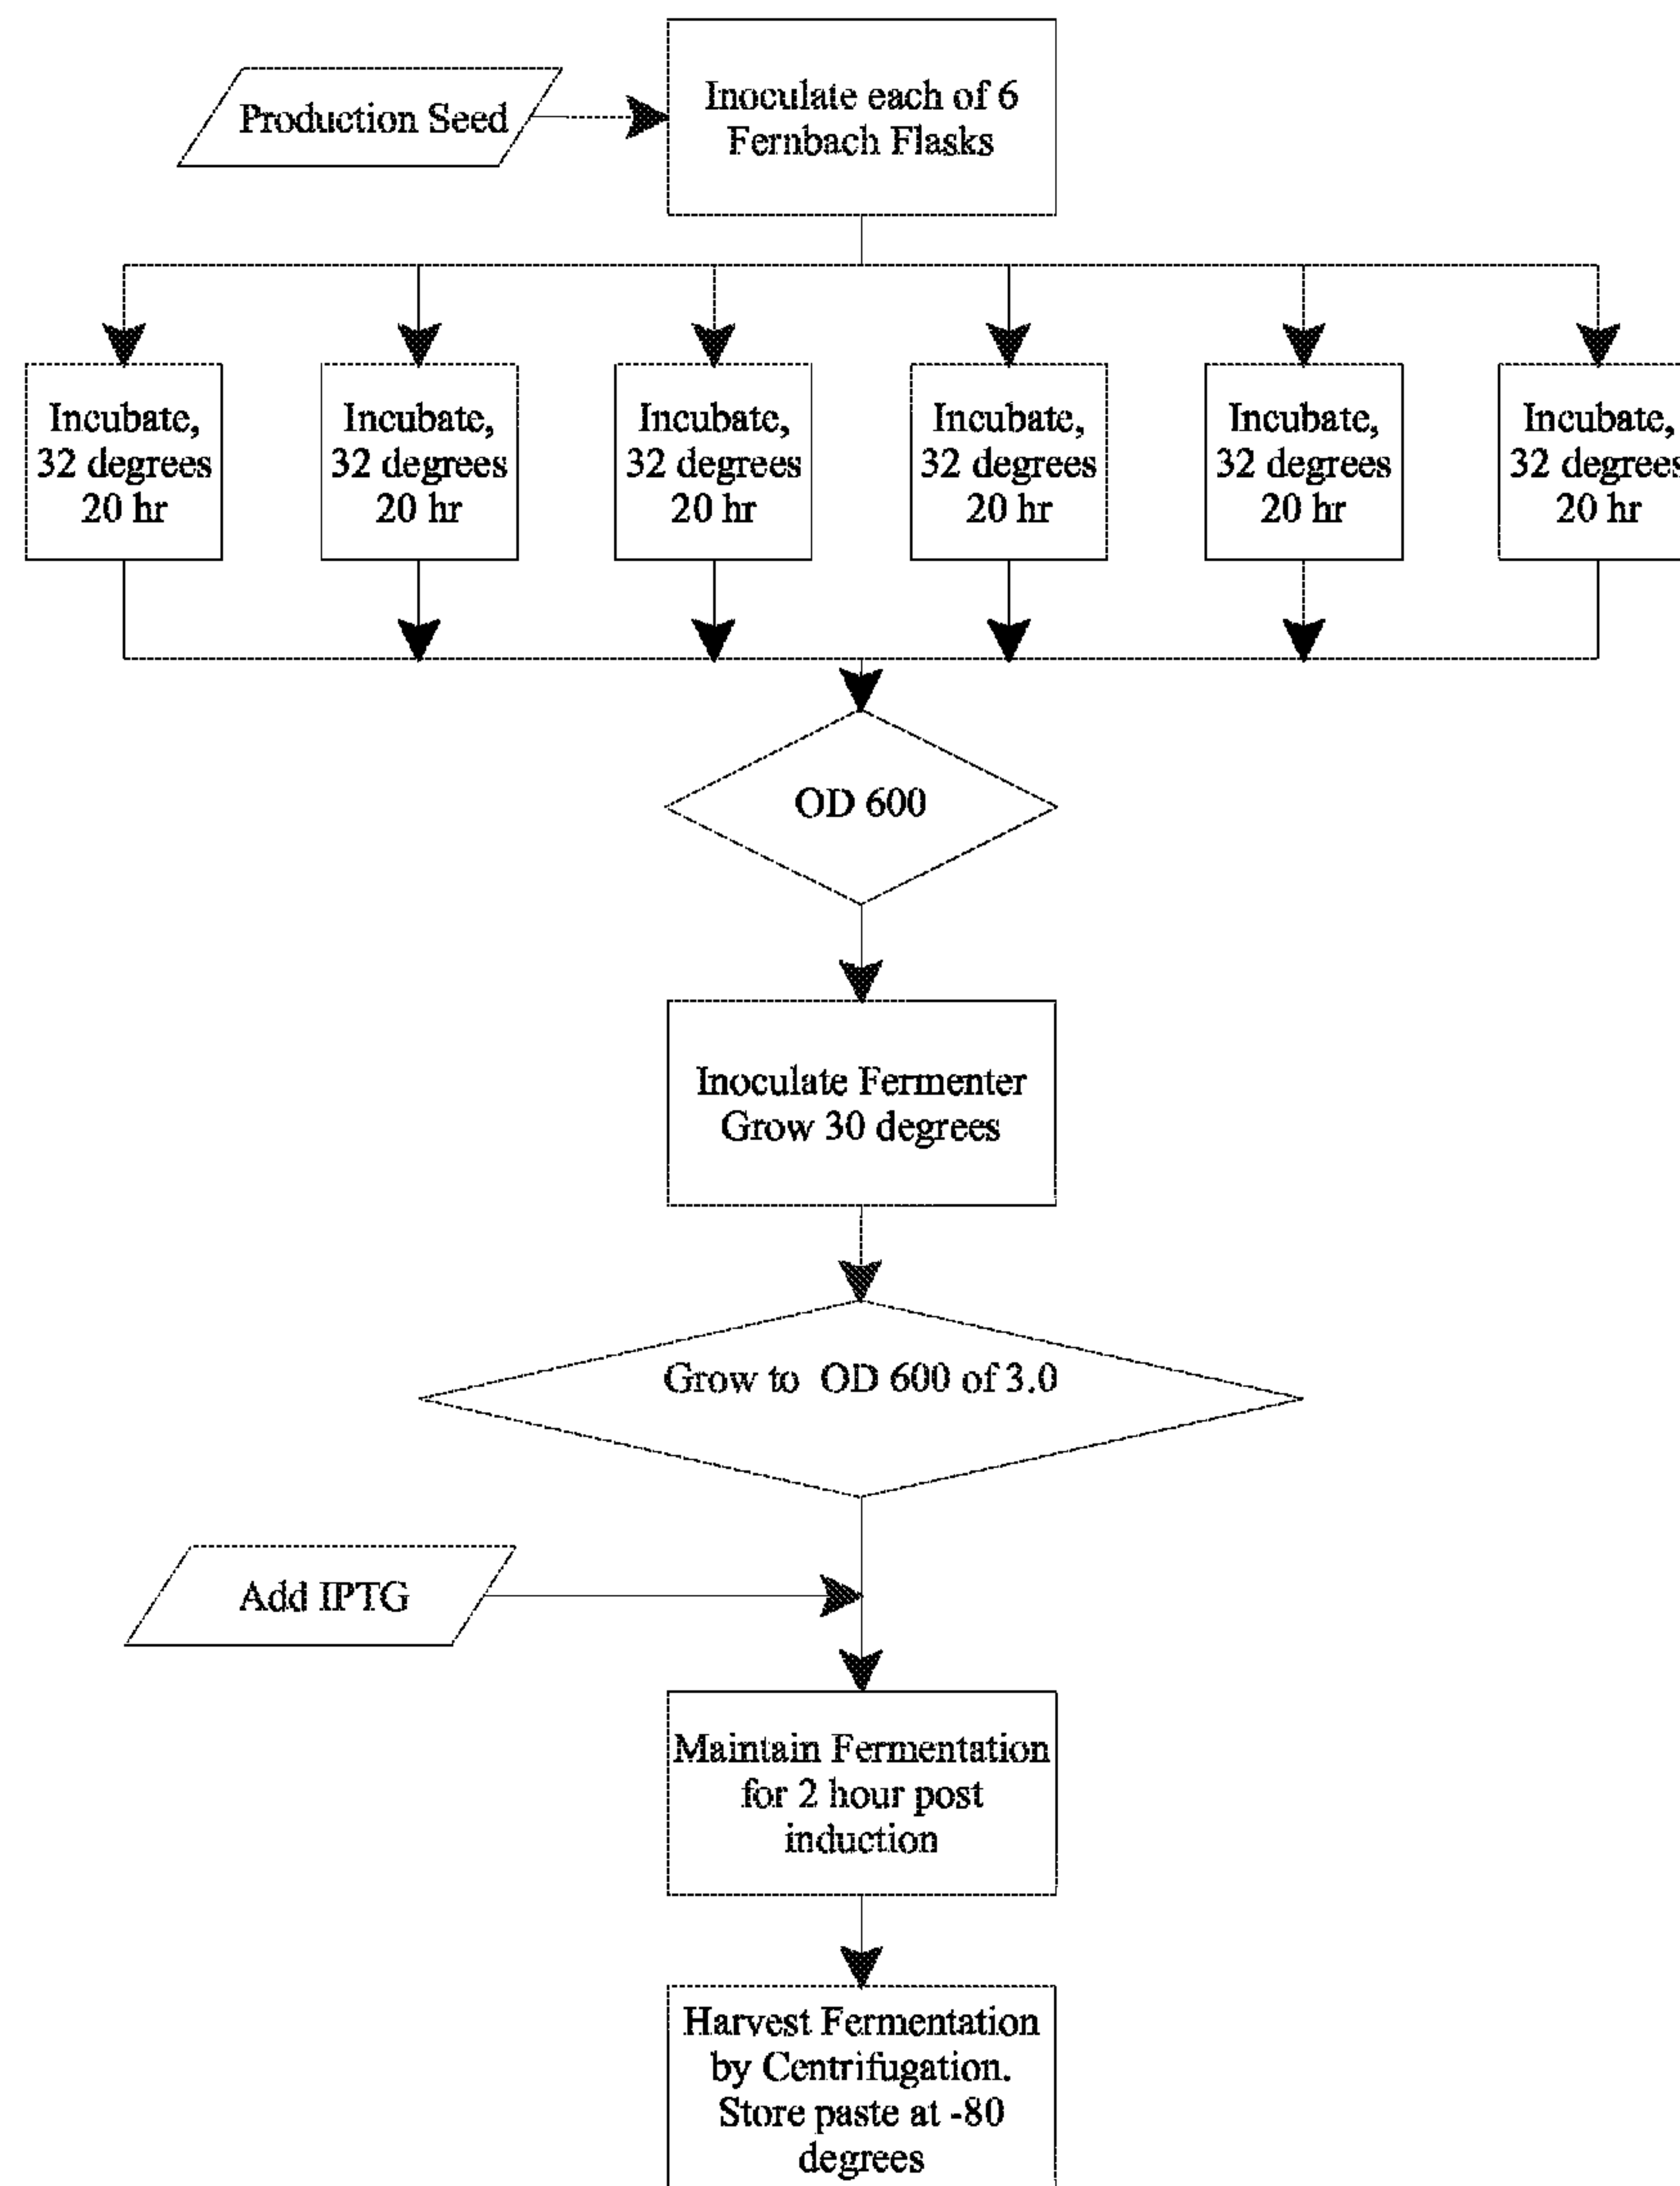 Production Seed
Inoculate each of 6
Fernbach Flasks
Incubate,
32 degrees
20 hr
Incubate,
32 degrees
20 hr
Incubate,
32 degrees
20 hr
Incubate,
32 degrees
20 hr
Incubate,
32 degrees
20 hr
Incubate,
32 degrees
20 hr
OD 600
Inoculate Fermenter
Grow 30 degrees
Grow to OD 600 of 3.0
Add IPTG
Maintain Fermentation
for 2 hour post
induction
Harvest Fermentation
by Centrifugation.
Store paste at -80
degrees